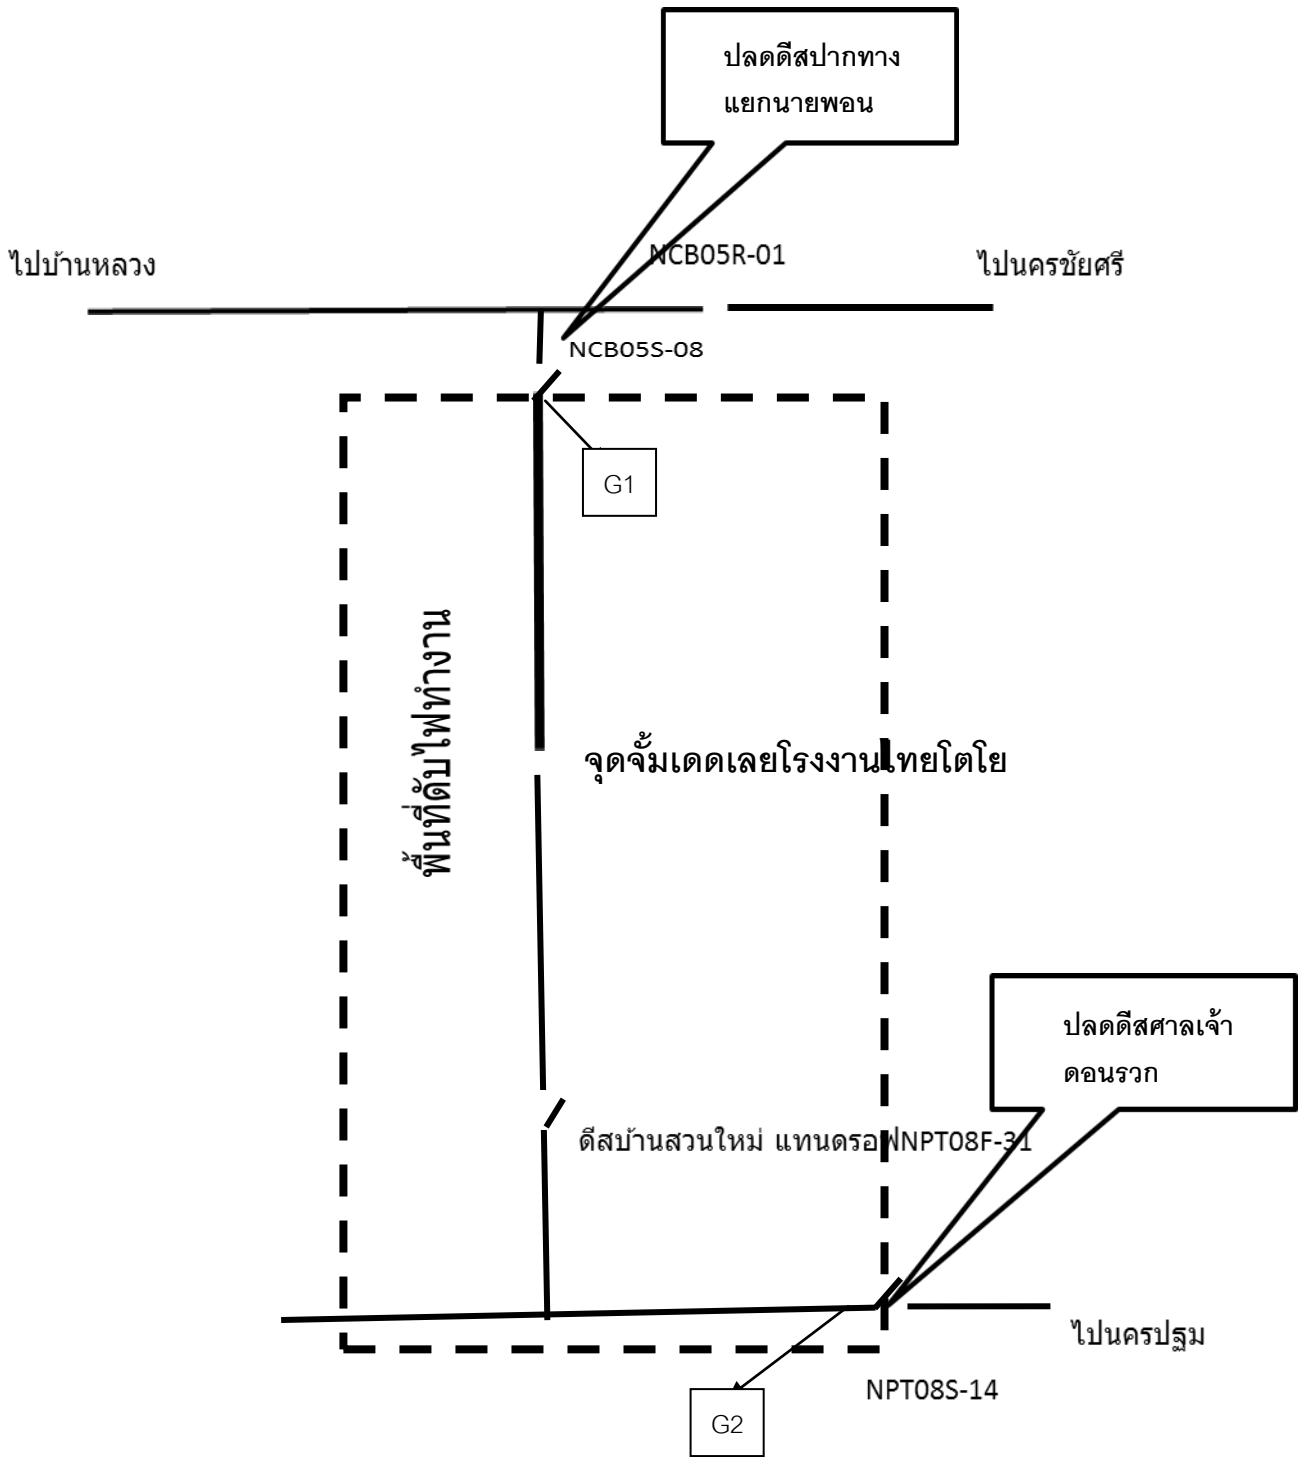 ปลดดีสปากทาง
แยกนายพอน
NCB05R-01
ไปบ้านหลวง
ไปนครชัยศรี
NCB05S-08
G1
พื้นที่ดับไฟทำงาน
จุดจั้มเดดเลยโรงงานไทยโตโย
ปลดดีสศาลเจ้า
ดอนรวก
ดีสบ้านสวนใหม่ แทนดรอฟNPT08F-31
ไปนครปฐม
NPT08S-14
G2